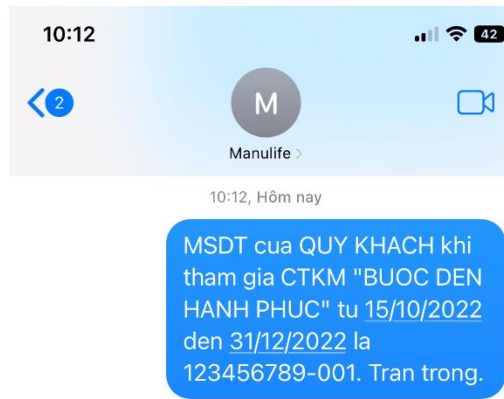 10:12
42
2
M
Manulife
10:12, Hôm nay
MSDT cua QUY KHACH khi
tham gia CTKM "BUOC DEN
HANH PHUC" tu 15/10/2022
den 31/12/2022 la
123456789-001. Tran trong.